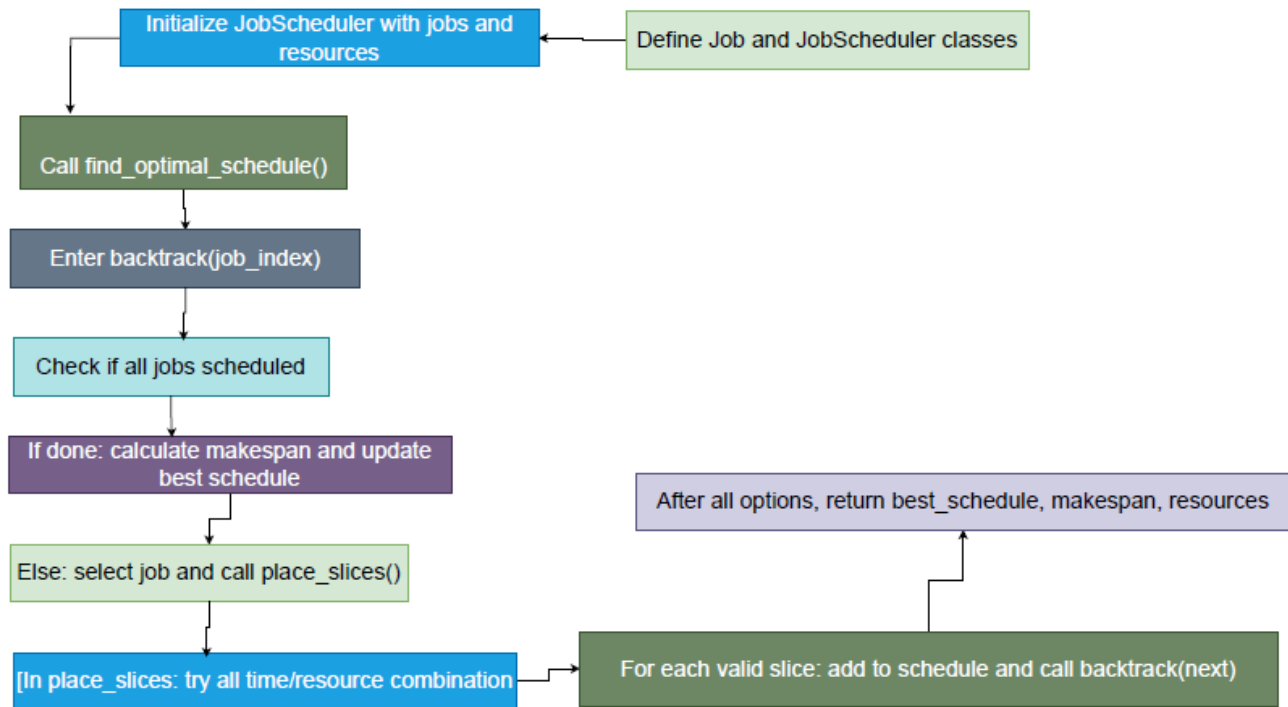 Initialize JobScheduler with jobs and
resources
Define Job and JobScheduler classes
Call find_optimal_schedule()
Enter backtrack(job_index)
Check if all jobs scheduled
If done: calculate makespan and update
best schedule
After all options, return best_schedule, makespan, resources
Else: select job and call place_slices()
[In place_slices: try all time/resource combination
For each valid slice: add to schedule and call backtrack(next)